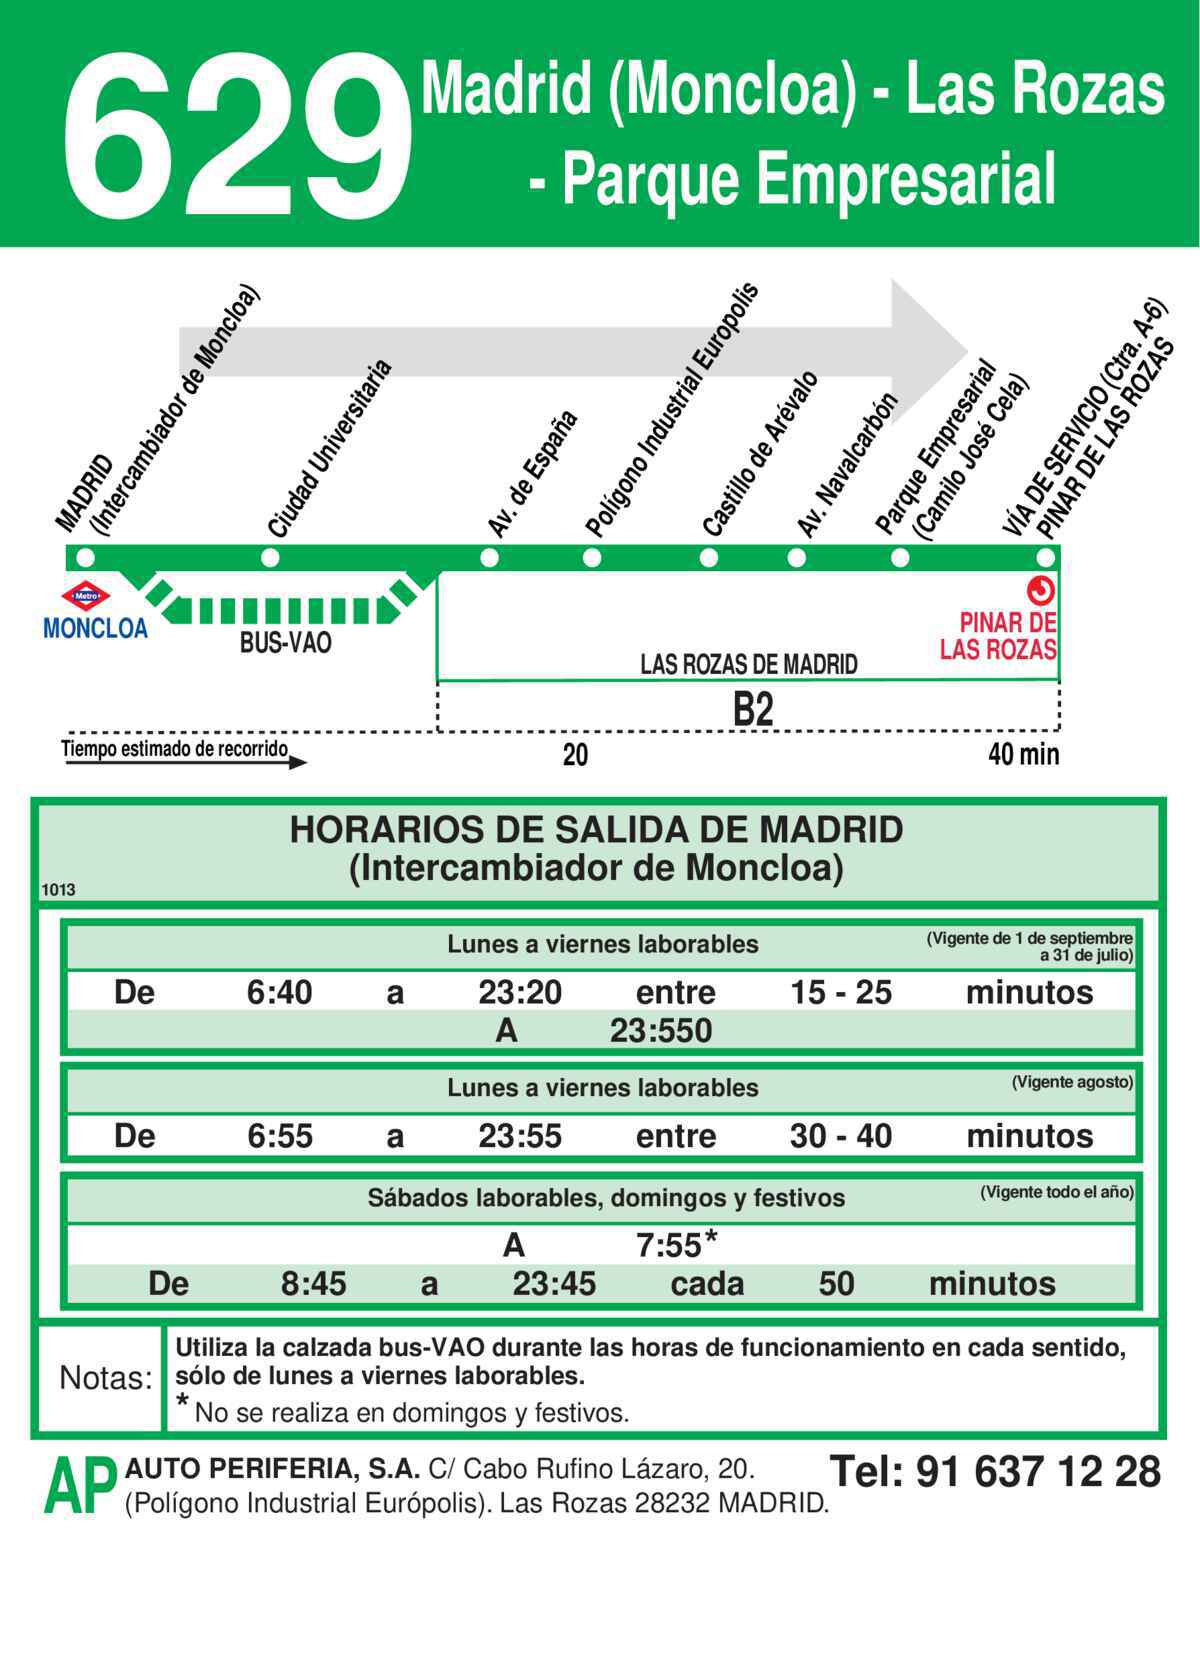 629
Madrid (Moncloa) - Las Rozas
- Parque Empresarial
MADRID
(Intercambiador de Moncloa)
Ciudad Universitaria
Av. de España
Polígono Industrial Europolis
Castillo de Arévalo
Av. Navalcarbón
Parque Empresarial
(Camilo José Cela)
VÍA DE SERVICIO (Ctra. A-6)
PINAR DE LAS ROZAS
Metro
MONCLOA
BUS-VAO
PINAR DE
LAS ROZAS
LAS ROZAS DE MADRID
B2
Tiempo estimado de recorrido
20
40 min
HORARIOS DE SALIDA DE MADRID
(Intercambiador de Moncloa)
1013
Lunes a viernes laborables
(Vigente de 1 de septiembre
a 31 de julio)
De 6:40 a 23:20 entre 15 - 25 minutos
A 23:550
Lunes a viernes laborables
(Vigente agosto)
De 6:55 a 23:55 entre 30 - 40 minutos
Sábados laborables, domingos y festivos
(Vigente todo el año)
A 7:55*
De 8:45 a 23:45 cada 50 minutos
Notas:
Utiliza la calzada bus-VAO durante las horas de funcionamiento en cada sentido,
sólo de lunes a viernes laborables.
* No se realiza en domingos y festivos.
AP
AUTO PERIFERIA, S.A. C/ Cabo Rufino Lázaro, 20.
(Polígono Industrial Európolis). Las Rozas 28232 MADRID.
Tel: 91 637 12 28